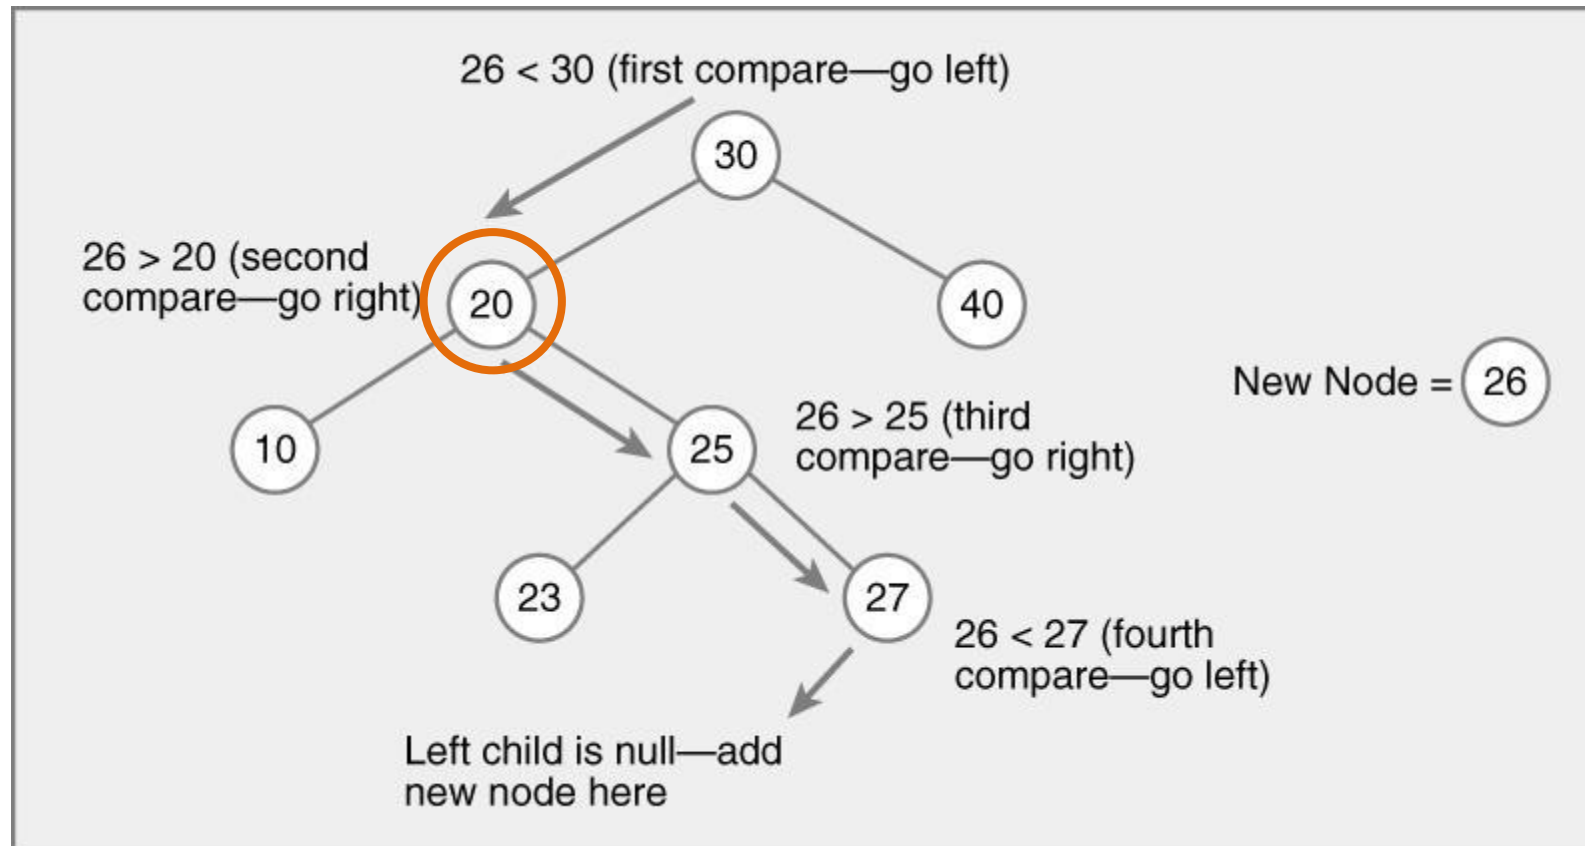 26 < 30 (first compare—go left)
30
26 > 20 (second
compare—go right)
20
40
New Node = 26
10
25
26 > 25 (third
compare—go right)
23
27
26 < 27 (fourth
compare—go left)
Left child is null—add
new node here